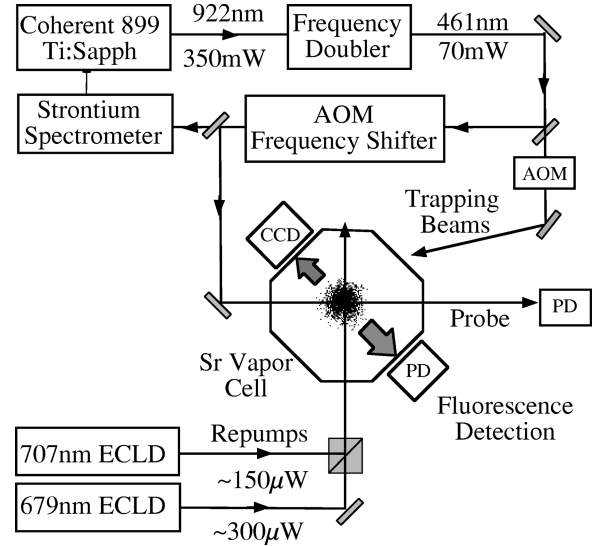 Coherent 899
Ti:Sapph
922nm
350mW
Frequency
Doubler
461nm
70mW
Strontium
Spectrometer
AOM
Frequency Shifter
AOM
Trapping
Beams
CCD
Probe
PD
PD
Sr Vapor
Cell
Fluorescence
Detection
707nm ECLD
Repumps
~150μW
679nm ECLD
~300μW